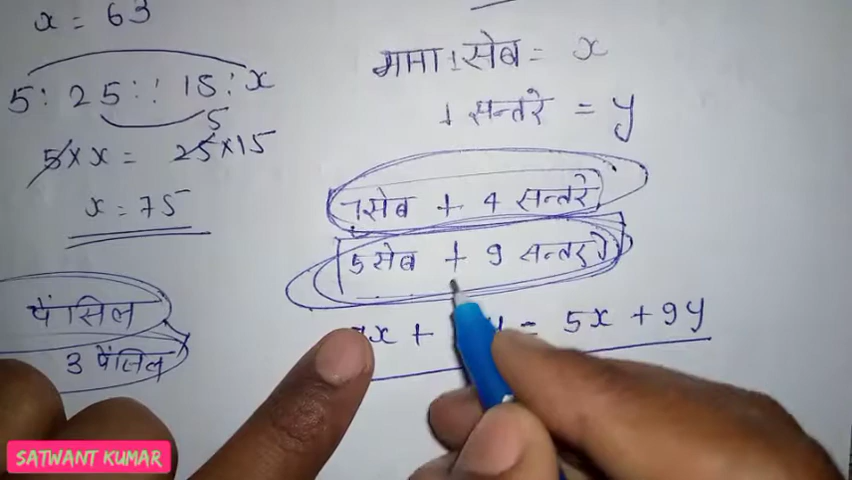 x = 63
5 : 25 :: 15 : x
5
5 × x = 25 × 15
x = 75
पेंसिल
3 पेंसिल
माना 1 सेब = x
1 सन्तरे = y
7 सेब + 4 सन्तरे
5 सेब + 9 सन्तरे
7x + y = 5x + 9y
SATWANT KUMAR